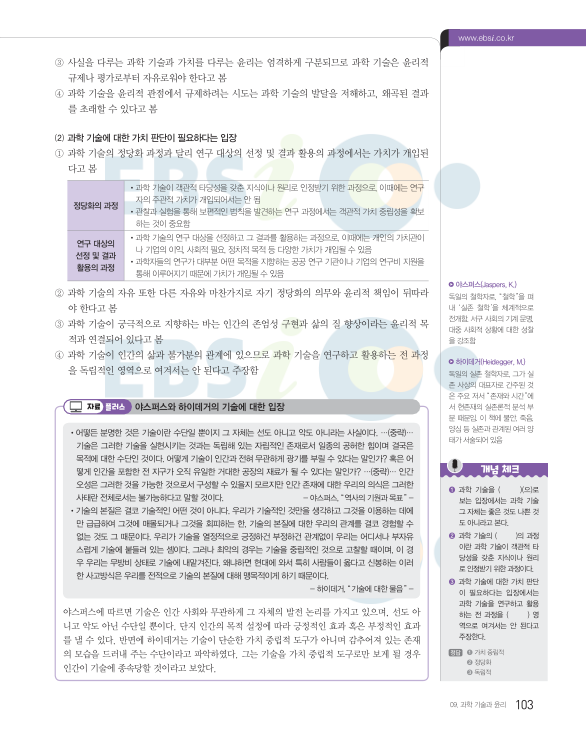 www.ebsi.co.kr
③ 사실을 다루는 과학 기술과 가치를 다루는 윤리는 엄격하게 구분되므로 과학 기술은 윤리적
규제나 평가로부터 자유로워야 한다고 봄
④ 과학 기술을 윤리적 관점에서 규제하려는 시도는 과학 기술의 발달을 저해하고, 왜곡된 결과
를 초래할 수 있다고 봄
(2) 과학 기술에 대한 가치 판단이 필요하다는 입장
① 과학 기술의 정당화 과정과 달리 연구 대상의 선정 및 결과 활용의 과정에서는 가치가 개입된
다고 봄
정당화의 과정
• 과학 기술이 객관적 타당성을 갖춘 지식이나 원리로 인정받기 위한 과정으로, 이때에는 연구
자의 주관적 가치가 개입되어서는 안 됨
• 관찰과 실험을 통해 보편적인 법칙을 발견하는 연구 과정에서는 객관적 가치 중립성을 확보
하는 것이 중요함
연구 대상의
선정 및 결과
활용의 과정
• 과학 기술의 연구 대상을 선정하고 그 결과를 활용하는 과정으로, 이때에는 개인의 가치관이
나 기업의 이익, 사회적 필요, 정치적 목적 등 다양한 가치가 개입될 수 있음
• 과학자들의 연구가 대부분 어떤 목적을 지향하는 공공 연구 기관이나 기업의 연구비 지원을
통해 이루어지기 때문에 가치가 개입될 수 있음
② 과학 기술의 자유 또한 다른 자유와 마찬가지로 자기 정당화의 의무와 윤리적 책임이 뒤따라
야 한다고 봄
③ 과학 기술이 궁극적으로 지향하는 바는 인간의 존엄성 구현과 삶의 질 향상이라는 윤리적 목
적과 연결되어 있다고 봄
④ 과학 기술이 인간의 삶과 불가분의 관계에 있으므로 과학 기술을 연구하고 활용하는 전 과정
을 독립적인 영역으로 여겨서는 안 된다고 주장함
자료 플러스 야스퍼스와 하이데거의 기술에 대한 입장
• 어떻든 분명한 것은 기술이란 수단일 뿐이지 그 자체는 선도 아니고 악도 아니라는 사실이다. …(중략)…
기술은 그러한 기술을 실현시키는 것과는 독립해 있는 자립적인 존재로서 일종의 공허한 힘이며 결국은
목적에 대한 수단인 것이다. 어떻게 기술이 인간과 전혀 무관하게 광기를 부릴 수 있다는 말인가? 혹은 어
떻게 인간을 포함한 전 지구가 오직 유일한 거대한 공장의 재료가 될 수 있다는 말인가? …(중략)… 인간
오성은 그러한 것을 가능한 것으로서 구성할 수 있을지 모르지만 인간 존재에 대한 우리의 의식은 그러한
사태란 전체로서는 불가능하다고 말할 것이다. – 야스퍼스, “역사의 기원과 목표” –
• 기술의 본질은 결코 기술적인 어떤 것이 아니다. 우리가 기술적인 것만을 생각하고 그것을 이용하는 데에
만 급급하여 그것에 매몰되거나 그것을 회피하는 한, 기술의 본질에 대한 우리의 관계를 결코 경험할 수
없는 것도 그 때문이다. 우리가 기술을 열정적으로 긍정하건 부정하건 관계없이 우리는 어디서나 부자유
스럽게 기술에 붙들려 있는 셈이다. 그러나 최악의 경우는 기술을 중립적인 것으로 고찰할 때이며, 이 경
우 우리는 무방비 상태로 기술에 내맡겨진다. 왜냐하면 현대에 와서 특히 사람들이 옳다고 신봉하는 이러
한 사고방식은 우리를 전적으로 기술의 본질에 대해 맹목적이게 하기 때문이다.
– 하이데거, “기술에 대한 물음” –
야스퍼스에 따르면 기술은 인간 사회와 무관하게 그 자체의 발전 논리를 가지고 있으며, 선도 아
니고 악도 아닌 수단일 뿐이다. 단지 인간의 목적 설정에 따라 긍정적인 효과 혹은 부정적인 효과
를 낼 수 있다. 반면에 하이데거는 기술이 단순한 가치 중립적 도구가 아니며 감추어져 있는 존재
의 모습을 드러내 주는 수단이라고 파악하였다. 그는 기술을 가치 중립적 도구로만 보게 될 경우
인간이 기술에 종속당할 것이라고 보았다.
야스퍼스(Jaspers, K.)
독일의 철학자로, “철학”을 펴
내 ‘실존 철학’을 체계적으로
전개함. 서구 사회의 기계 문명,
대중 사회적 상황에 대한 성찰
을 강조함
하이데거(Heidegger, M.)
독일의 실존 철학자로, 그가 실
존 사상의 대표자로 간주된 것
은 주요 저서 “존재와 시간”에
서 현존재의 실존론적 분석 부
분 때문임. 이 책에 불안, 죽음,
양심 등 실존과 관계된 여러 양
태가 서술되어 있음
개념 체크
❶ 과학 기술을 ( )(으)로
보는 입장에서는 과학 기술
그 자체는 좋은 것도 나쁜 것
도 아니라고 본다.
❷ 과학 기술의 ( )의 과정
이란 과학 기술이 객관적 타
당성을 갖춘 지식이나 원리
로 인정받기 위한 과정이다.
❸ 과학 기술에 대한 가치 판단
이 필요하다는 입장에서는
과학 기술을 연구하고 활용
하는 전 과정을 ( ) 영
역으로 여겨서는 안 된다고
주장한다.
정답 ❶ 가치 중립적
❷ 정당화
❸ 독립적
09. 과학 기술과 윤리 103